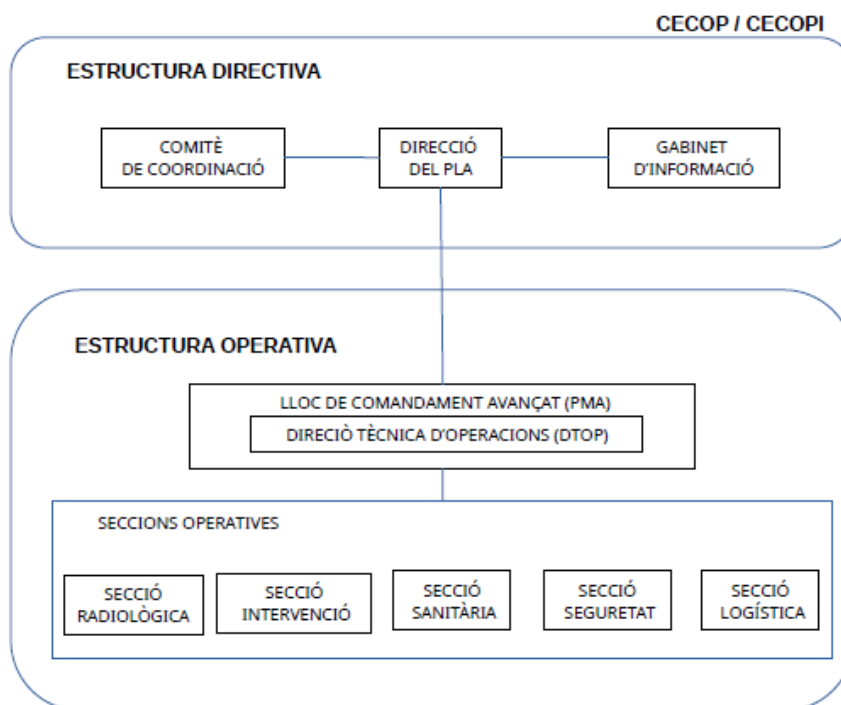 CECOP / CECOPI
ESTRUCTURA DIRECTIVA
COMITÈ
DE COORDINACIÓ
DIRECCIÓ
DEL PLA
GABINET
D'INFORMACIÓ
ESTRUCTURA OPERATIVA
LLOC DE COMANDAMENT AVANÇAT (PMA)
DIRECIÒ TÈCNICA D'OPERACIONS (DTOP)
SECCIONS OPERATIVES
SECCIÓ
RADIOLÒGICA
SECCIÓ
INTERVENCIÓ
SECCIÓ
SANITÀRIA
SECCIÓ
SEGURETAT
SECCIÓ
LOGÍSTICA